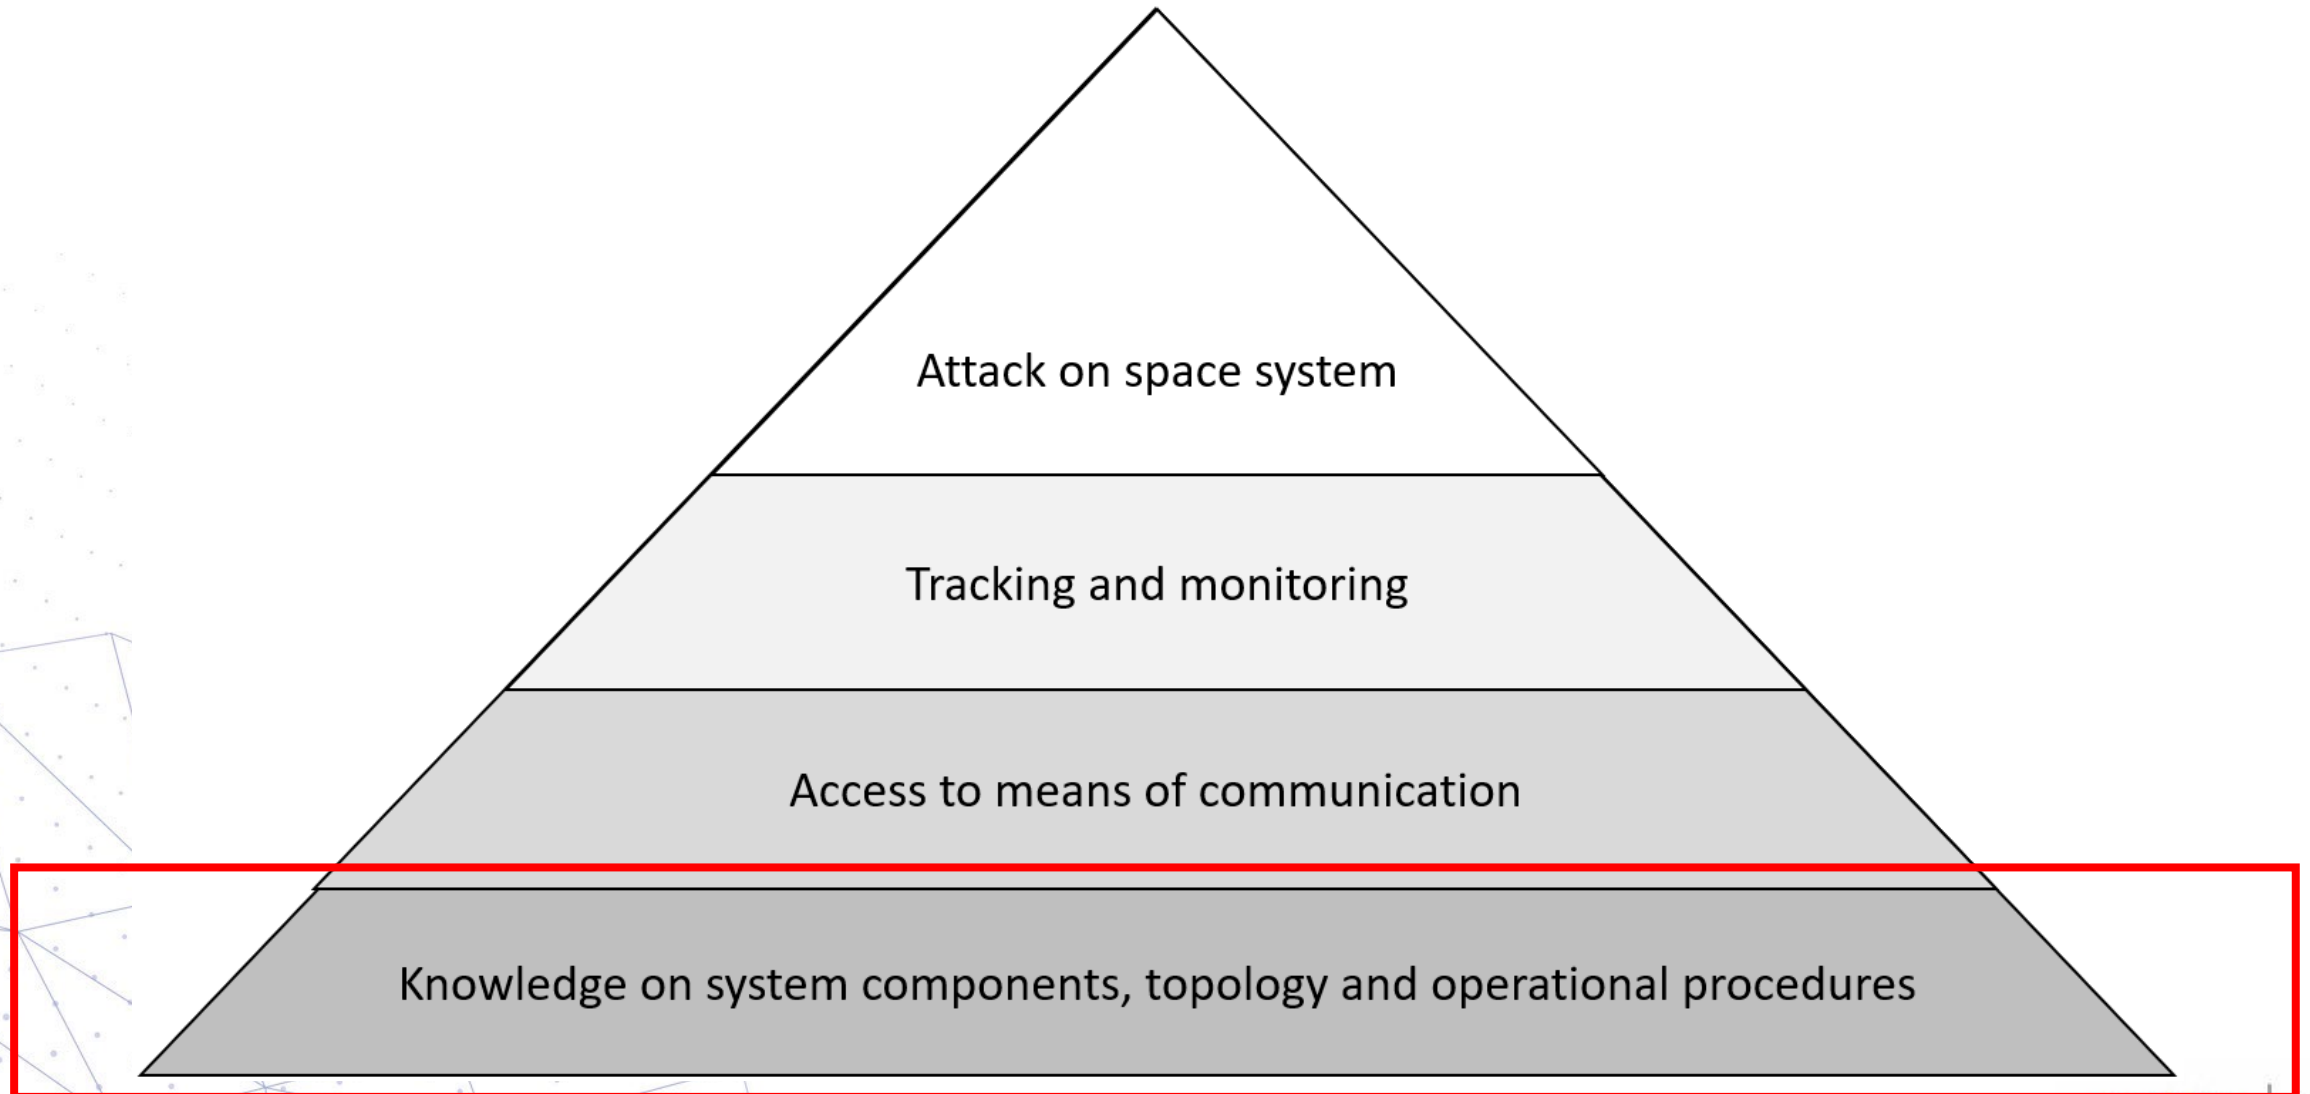 Attack on space system
Tracking and monitoring
Access to means of communication
Knowledge on system components, topology and operational procedures